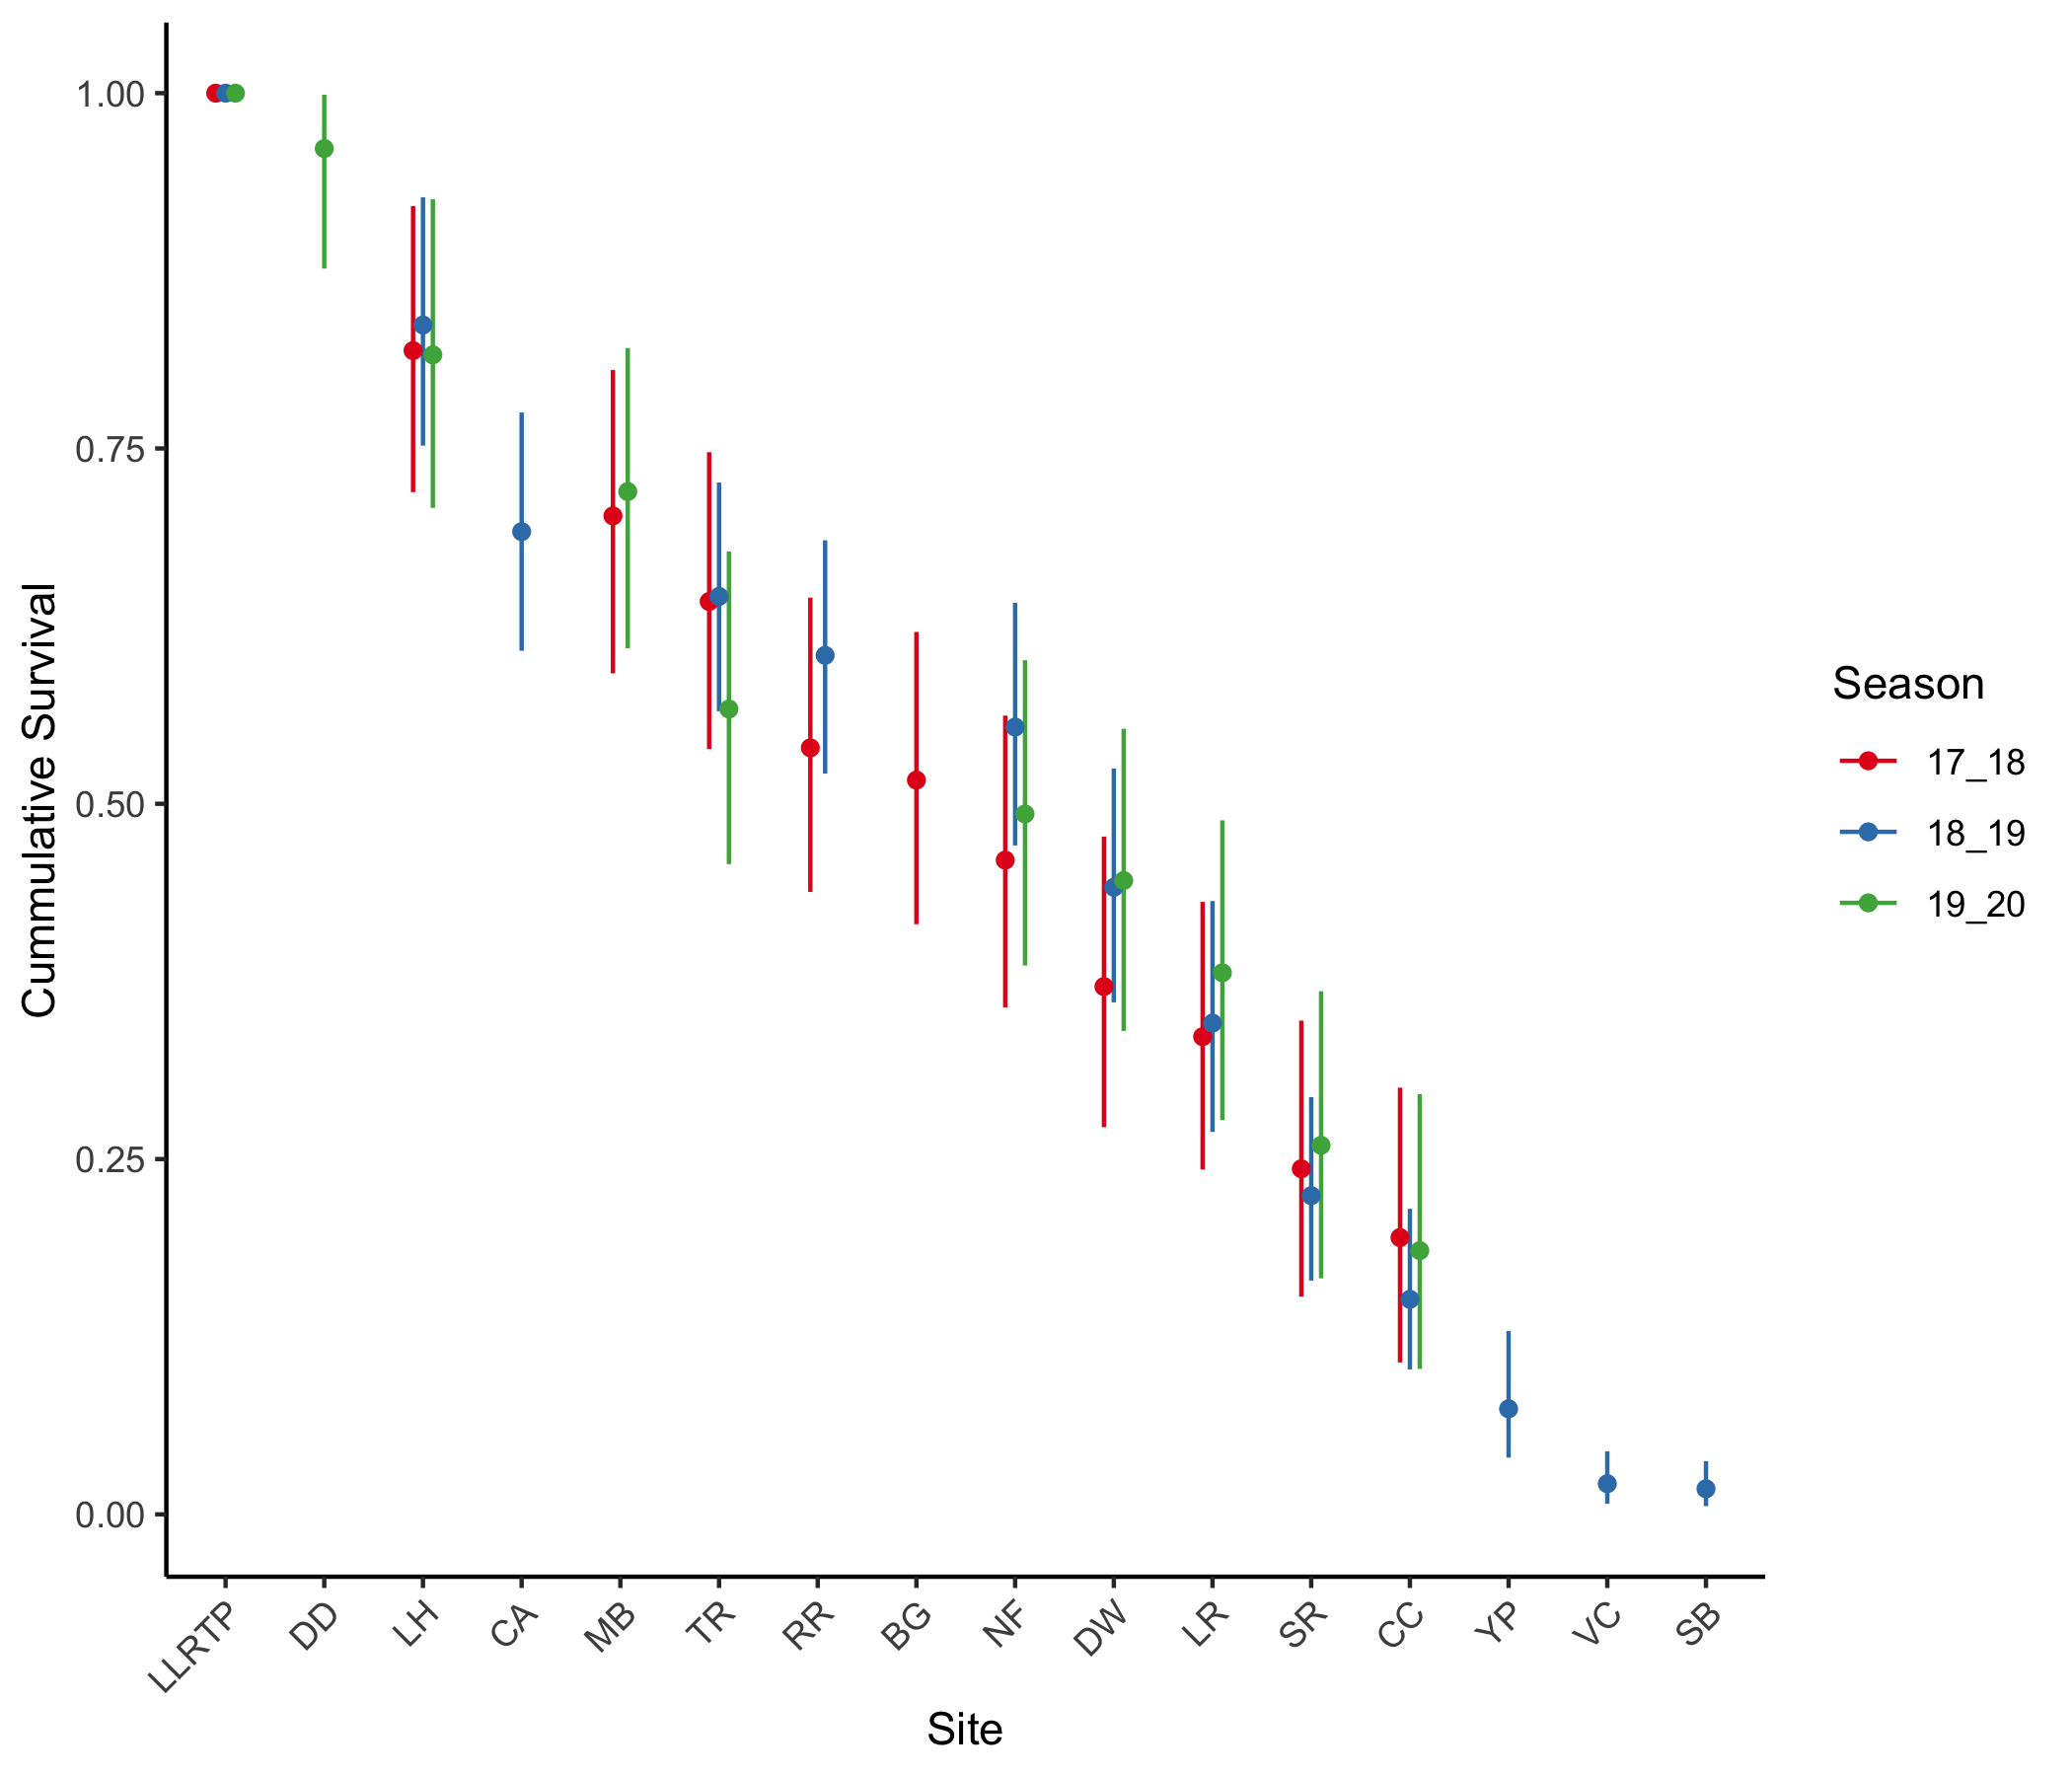 Cummulative Survival
1.00
0.75
0.50
0.25
0.00
LLRTP
DD
LH
CA
MB
TR
RR
BG
NF
DW
LR
SR
CC
YP
VC
SB
Site
Season
17_18
18_19
19_20